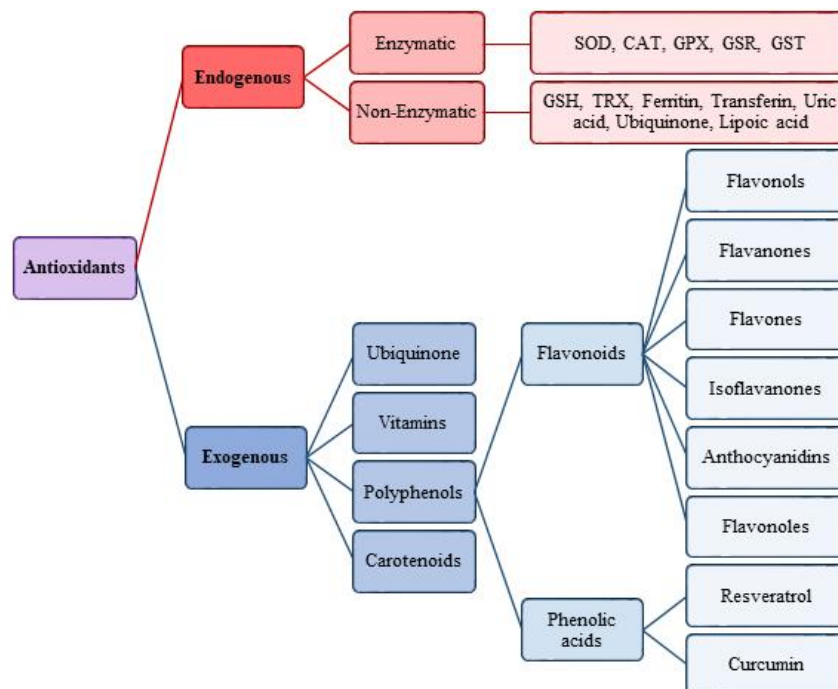 Enzymatic
SOD, CAT, GPX, GSR, GST
Endogenous
Non-Enzymatic
GSH, TRX, Ferritin, Transferin, Uric
acid, Ubiquinone, Lipoic acid
Antioxidants
Exogenous
Ubiquinone
Vitamins
Polyphenols
Carotenoids
Flavonoids
Flavonols
Flavanones
Flavones
Isoflavanones
Anthocyanidins
Flavonoles
Phenolic
acids
Resveratrol
Curcumin